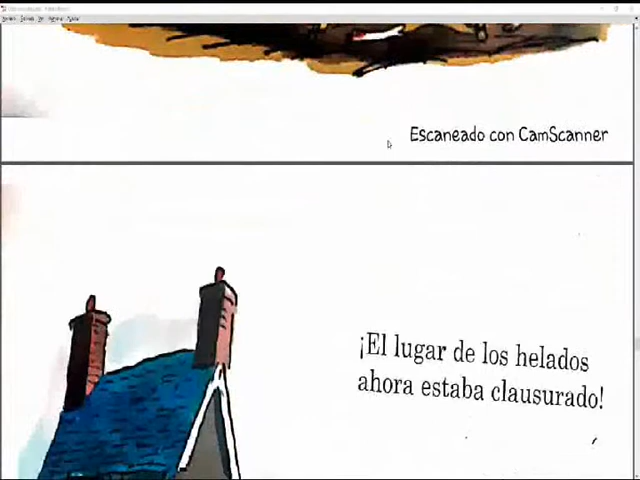 Escaneado con CamScanner
¡El lugar de los helados
ahora estaba clausurado!